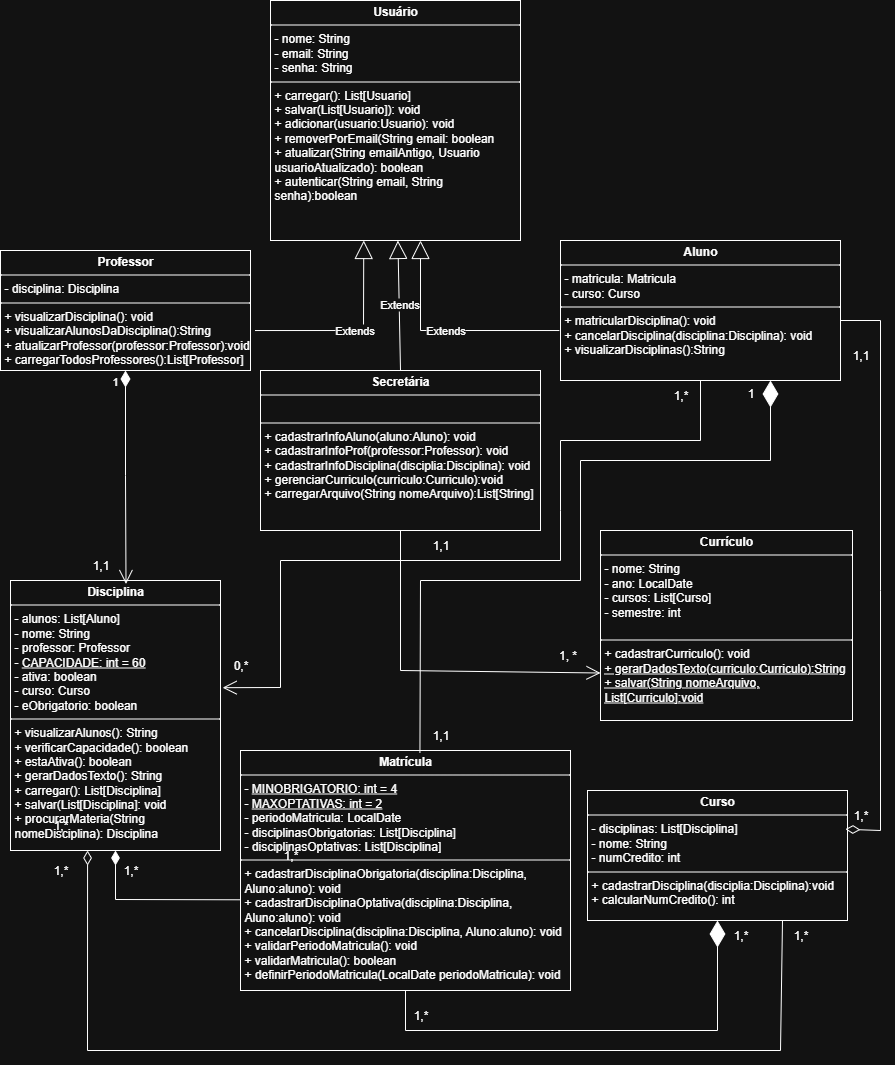 Usuário
- nome: String
- email: String
- senha: String
+ carregar(): List[Usuario]
+ salvar(List[Usuario]): void
+ adicionar(usuario:Usuario): void
+ removerPorEmail(String email: boolean
+ atualizar(String emailAntigo, Usuario
usuarioAtualizado): boolean
+ autenticar(String email, String
senha):boolean
Professor
- disciplina: Disciplina
+ visualizarDisciplina(): void
+ visualizarAlunosDaDisciplina():String
+ atualizarProfessor(professor:Professor):void
+ carregarTodosProfessores():List[Professor]
Extends
Extends
Extends
Aluno
- matricula: Matricula
- curso: Curso
+ matricularDisciplina(): void
+ cancelarDisciplina(disciplina:Disciplina): void
+ visualizarDisciplinas():String
1,1
1
1,*
1
Secretária
+ cadastrarInfoAluno(aluno:Aluno): void
+ cadastrarInfoProf(professor:Professor): void
+ cadastrarInfoDisciplina(disciplia:Disciplina): void
+ gerenciarCurriculo(curriculo:Curriculo):void
+ carregarArquivo(String nomeArquivo):List[String]
1,1
1,1
Currículo
- nome: String
- ano: LocalDate
- cursos: List[Curso]
- semestre: int
+ cadastrarCurriculo(): void
+ gerarDadosTexto(curriculo:Curriculo):String
+ salvar(String nomeArquivo,
List[Curriculo]:void
1, *
Disciplina
- alunos: List[Aluno]
- nome: String
- professor: Professor
- CAPACIDADE: int = 60
- ativa: boolean
- curso: Curso
- eObrigatorio: boolean
+ visualizarAlunos(): String
+ verificarCapacidade(): boolean
+ estaAtiva(): boolean
+ gerarDadosTexto(): String
+ carregar(): List[Disciplina]
+ salvar(List[Disciplina]: void
+ procuparMateria(String
nomeDisciplina): Disciplina
0,*
1,1
Matrícula
- MINOBRIGATORIO: int = 4
- MAXOPTATIVAS: int = 2
- periodoMatricula: LocalDate
- disciplinasObrigatorias: List[Disciplina]
- disciplinasOptativas: List[Disciplina]
1,*
+ cadastrarDisciplinaObrigatoria(disciplina:Disciplina,
Aluno:aluno): void
+ cadastrarDisciplinaOptativa(disciplina:Disciplina,
Aluno:aluno): void
+ cancelarDisciplina(disciplina:Disciplina, Aluno:aluno): void
+ validarPeriodoMatricula(): void
+ validarMatricula(): boolean
+ definirPeriodoMatricula(LocalDate periodoMatricula): void
Curso
- disciplinas: List[Disciplina]
- nome: String
- numCredito: int
+ cadastrarDisciplina(disciplia:Disciplina):void
+ calcularNumCredito(): int
1,*
1,*
1,*
1,*
1,*
1,*